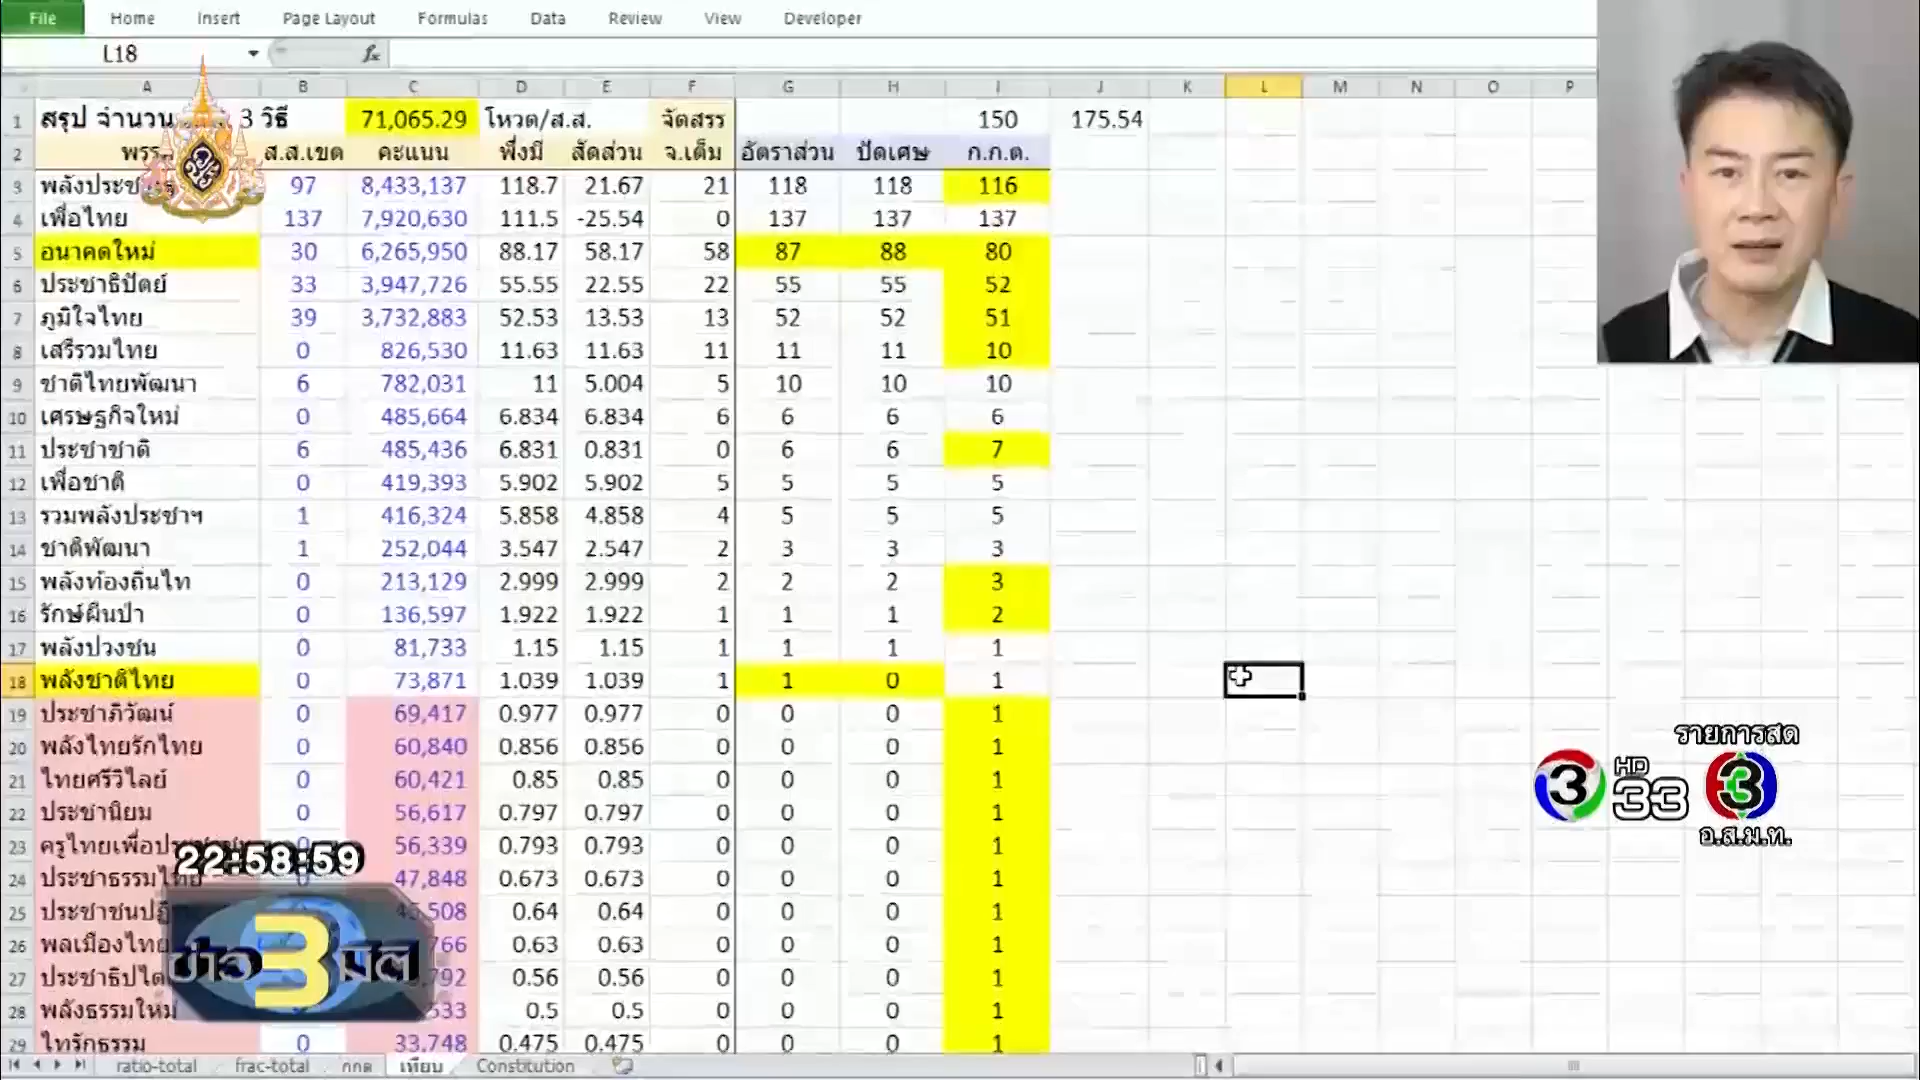 File Home Insert Page Layout Formulas Data Review View Developer
L18 fx
A B C D E F G H I J K L M N O P
1 สรุป จำนวน 3 วิธี 71,065.29 โหวต/ส.ส. จัดสรร 150 175.54
2 พรร ส.ส.เขต คะแนน พึ่งมี สัดส่วน จ.เต็ม อัตราส่วน ปัดเศษ ก.ก.ต.
3 พลังประชา 97 8,433,137 118.7 21.67 21 118 118 116
4 เพื่อไทย 137 7,920,630 111.5 -25.54 0 137 137 137
5 อนาคตใหม่ 30 6,265,950 88.17 58.17 58 87 88 80
6 ประชาธิปัตย์ 33 3,947,726 55.55 22.55 22 55 55 52
7 ภูมิใจไทย 39 3,732,883 52.53 13.53 13 52 52 51
8 เสรีรวมไทย 0 826,530 11.63 11.63 11 11 11 10
9 ชาติไทยพัฒนา 6 782,031 11 5.004 5 10 10 10
10 เศรษฐกิจใหม่ 0 485,664 6.834 6.834 6 6 6 6
11 ประชาชาติ 6 485,436 6.831 0.831 0 6 6 7
12 เพื่อชาติ 0 419,393 5.902 5.902 5 5 5 5
13 รวมพลังประชาฯ 1 416,324 5.858 4.858 4 5 5 5
14 ชาติพัฒนา 1 252,044 3.547 2.547 2 3 3 3
15 พลังท้องถิ่นไท 0 213,129 2.999 2.999 2 2 2 3
16 รักษ์ผืนป่า 0 136,597 1.922 1.922 1 1 1 2
17 พลังปวงชน 0 81,733 1.15 1.15 1 1 1 1
18 พลังชาติไทย 0 73,871 1.039 1.039 1 1 0 1
19 ประชาภิวัฒน์ 0 69,417 0.977 0.977 0 0 0 1
20 พลังไทยรักไทย 0 60,840 0.856 0.856 0 0 0 1
21 ไทยศรีวิไลย์ 0 60,421 0.85 0.85 0 0 0 1
22 ประชานิยม 0 56,617 0.797 0.797 0 0 0 1
23 ครูไทยเพื่อประชาชน 0 56,339 0.793 0.793 0 0 0 1
24 ประชาธรรมไทย 0 47,848 0.673 0.673 0 0 0 1
25 ประชาชนปฏิ 508 0.64 0.64 0 0 0 1
26 พลเมืองไทย 766 0.63 0.63 0 0 0 1
27 ประชาธิปไต 792 0.56 0.56 0 0 0 1
28 พลังธรรมใหม่ 533 0.5 0.5 0 0 0 1
29 ไทรักธรรม 0 33,748 0.475 0.475 0 0 0 1
ratio-total frac-total กกต เทียบ Constitution
22:58:59
ข่าว 3 มิติ
รายการสด
3 HD 33 3
อ.ส.ม.ท.